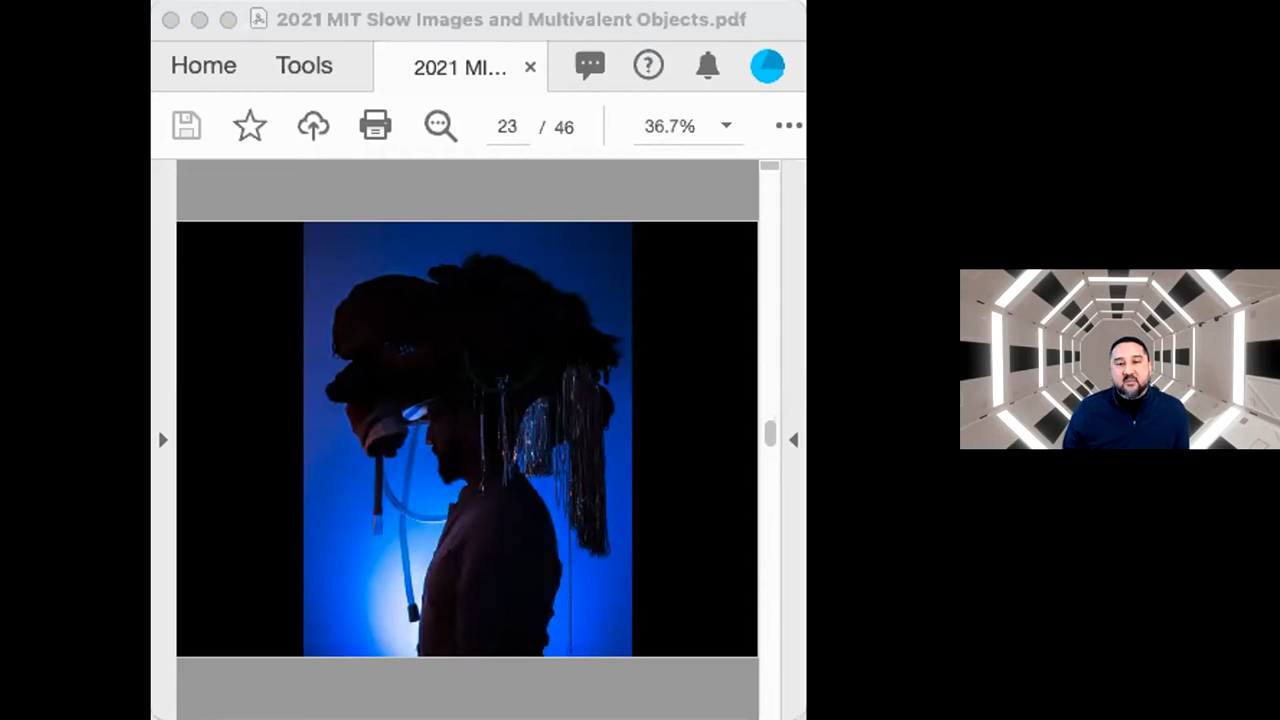 2021 MIT Slow Images and Multivalent Objects.pdf
Home Tools 2021 MI... ×
23 / 46 36.7%